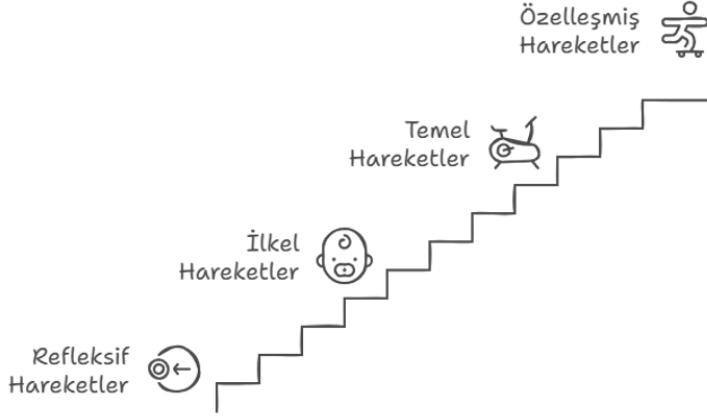 Özelleşmiş
Hareketler
Temel
Hareketler
İlkel
Hareketler
Refleksif
Hareketler